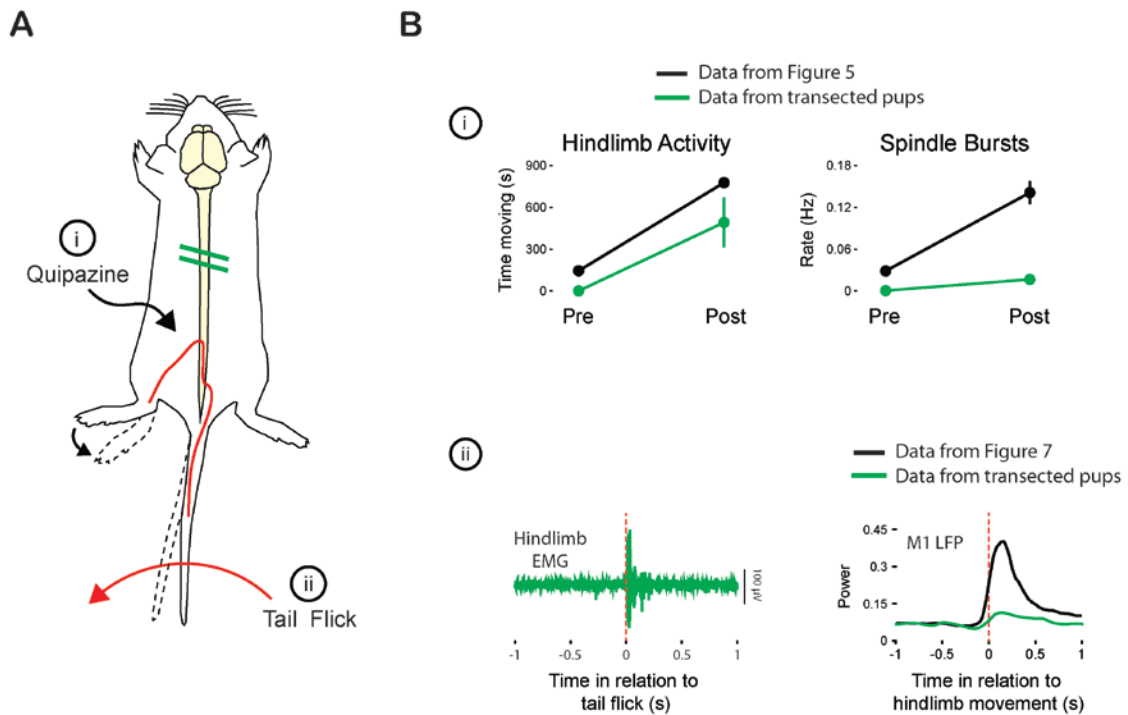 A
i
Quipazine
ii
Tail Flick
B
Data from Figure 5
Data from transected pups
i
Hindlimb Activity
Time moving (s)
900
600
300
0
Pre
Post
Spindle Bursts
Rate (Hz)
0.18
0.12
0.06
0
Pre
Post
ii
Hindlimb
EMG
100 µV
-1
-0.5
0
0.5
1
Time in relation to
tail flick (s)
Data from Figure 7
Data from transected pups
M1 LFP
Power
0.45
0.3
0.15
0
-1
-0.5
0
0.5
1
Time in relation to
hindlimb movement (s)